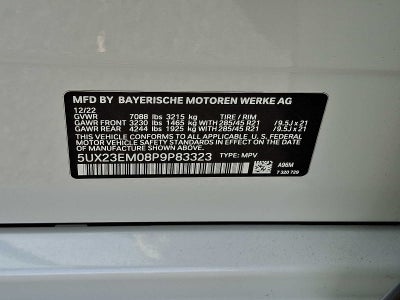 MFD BY BAYERISCHE MOTOREN WERKE AG
12/22
GVWR 7088 lbs 3215 kg TIRE / RIM
GAWR FRONT 3230 lbs 1465 kg WITH 285/45 R21 / 9.5J x 21
GAWR REAR 4244 lbs 1925 kg WITH 285/45 R21 / 9.5J x 21
THIS VEHICLE CONFORMS TO ALL APPLICABLE FEDERAL
MOTOR VEHICLE SAFETY STANDARDS IN EFFECT ON THE
DATE OF MANUFACTURE SHOWN ABOVE.
5UX23EM08P9P83323 TYPE: MPV A96M
7 320 729